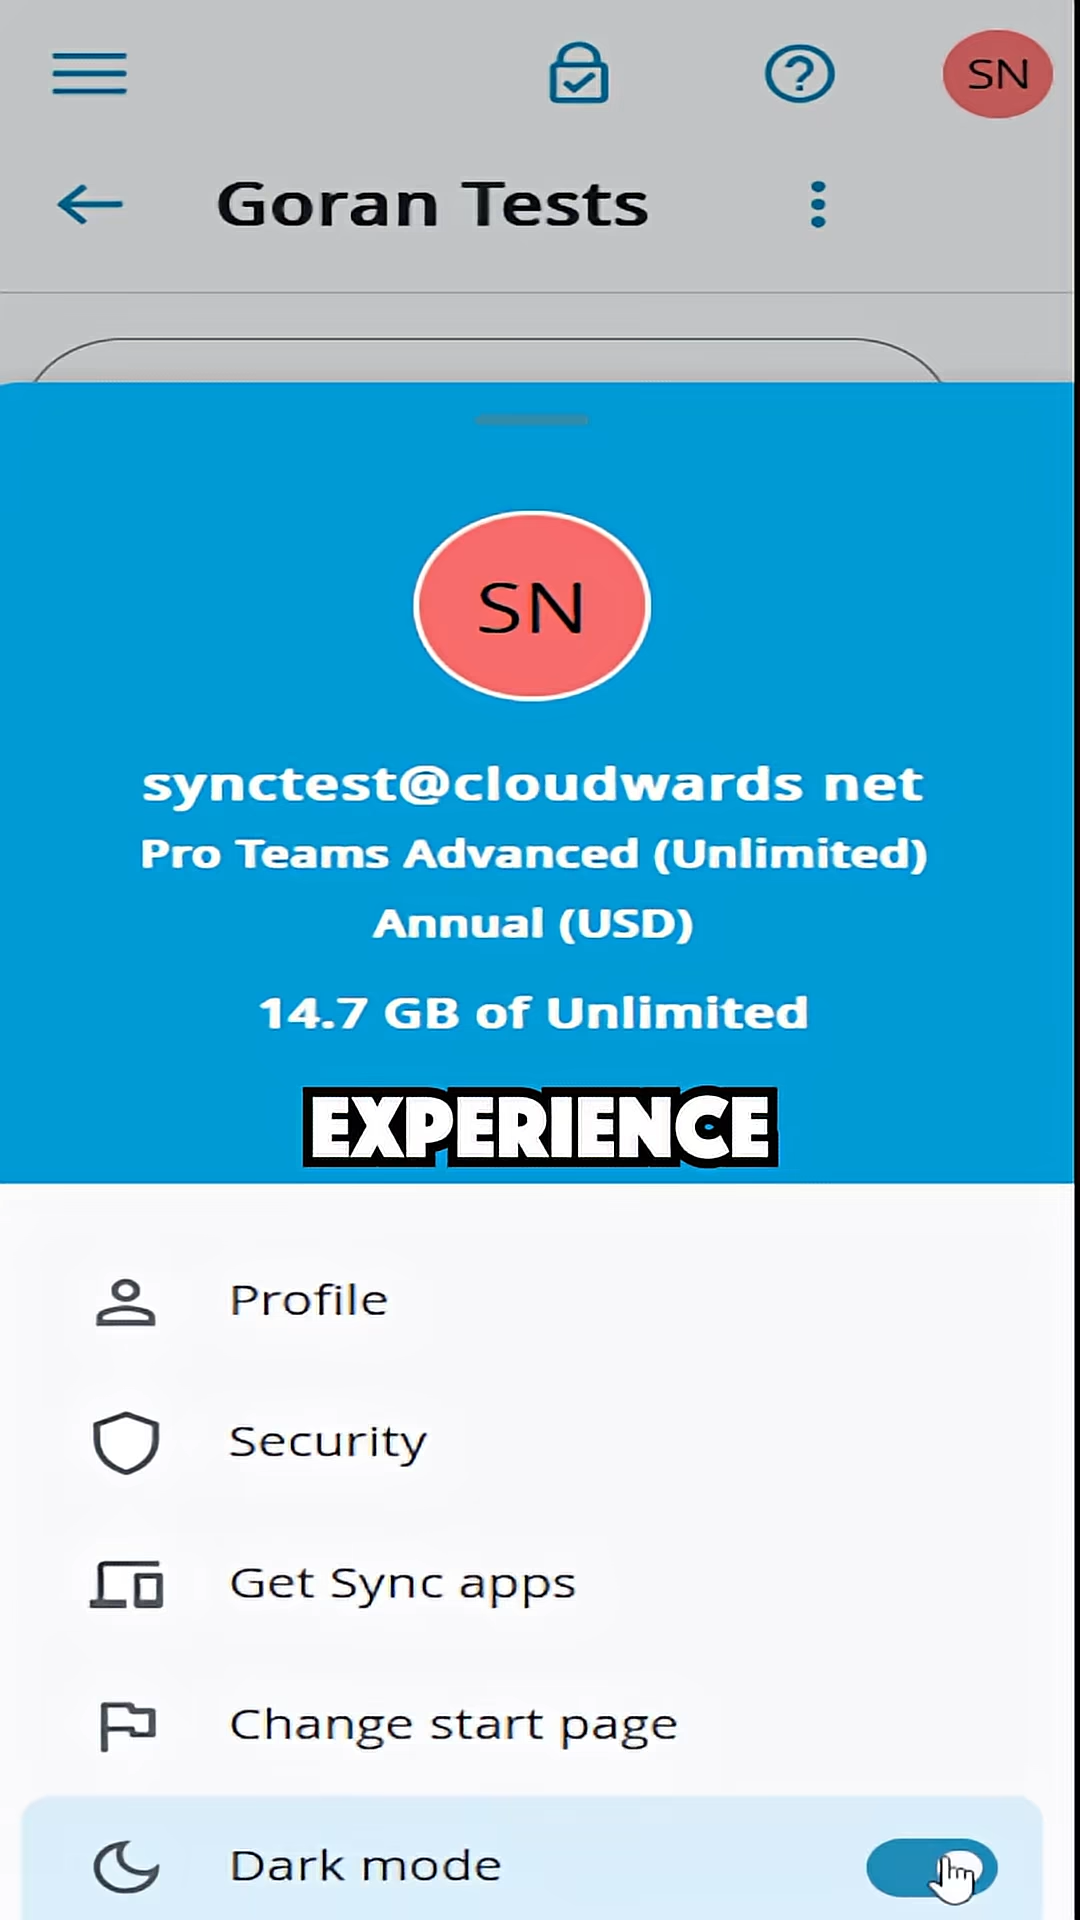 SN
Goran Tests
SN
synctest@cloudwards net
Pro Teams Advanced (Unlimited)
Annual (USD)
14.7 GB of Unlimited
EXPERIENCE
Profile
Security
Get Sync apps
Change start page
Dark mode